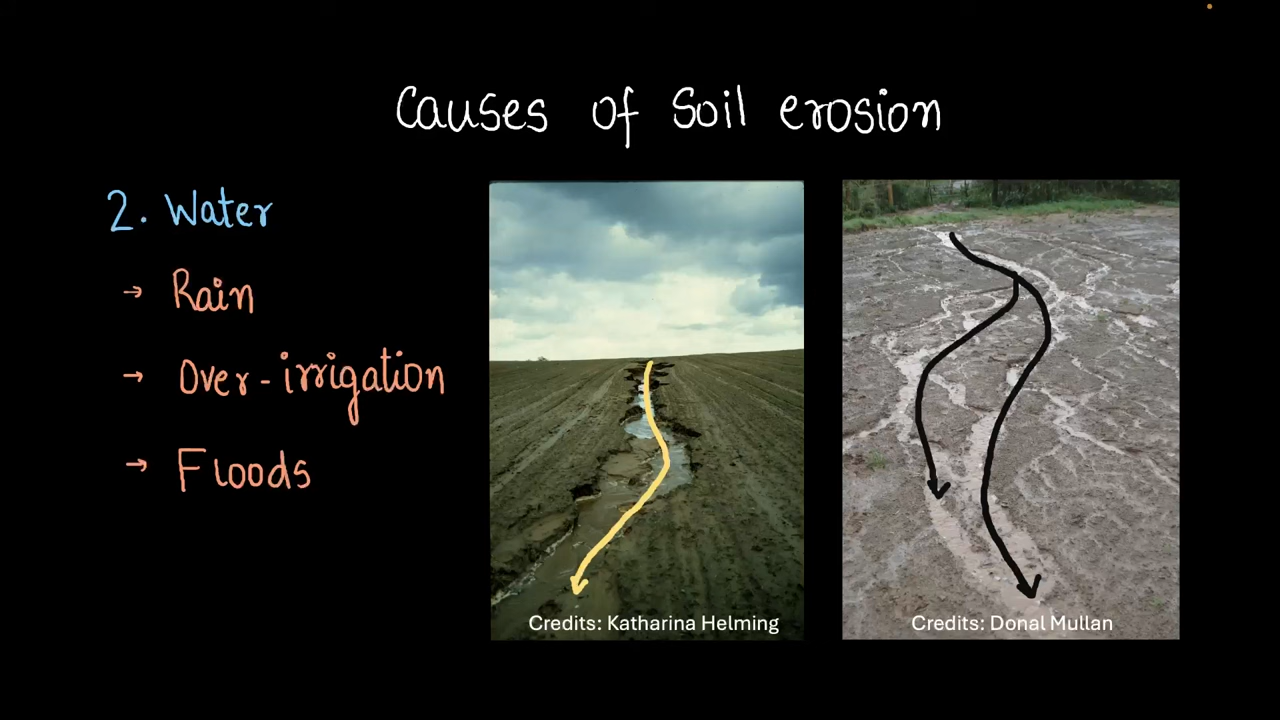 Causes of Soil erosion
2. Water
→ Rain
→ Over-irrigation
→ Floods
Credits: Katharina Helming
Credits: Donal Mullan